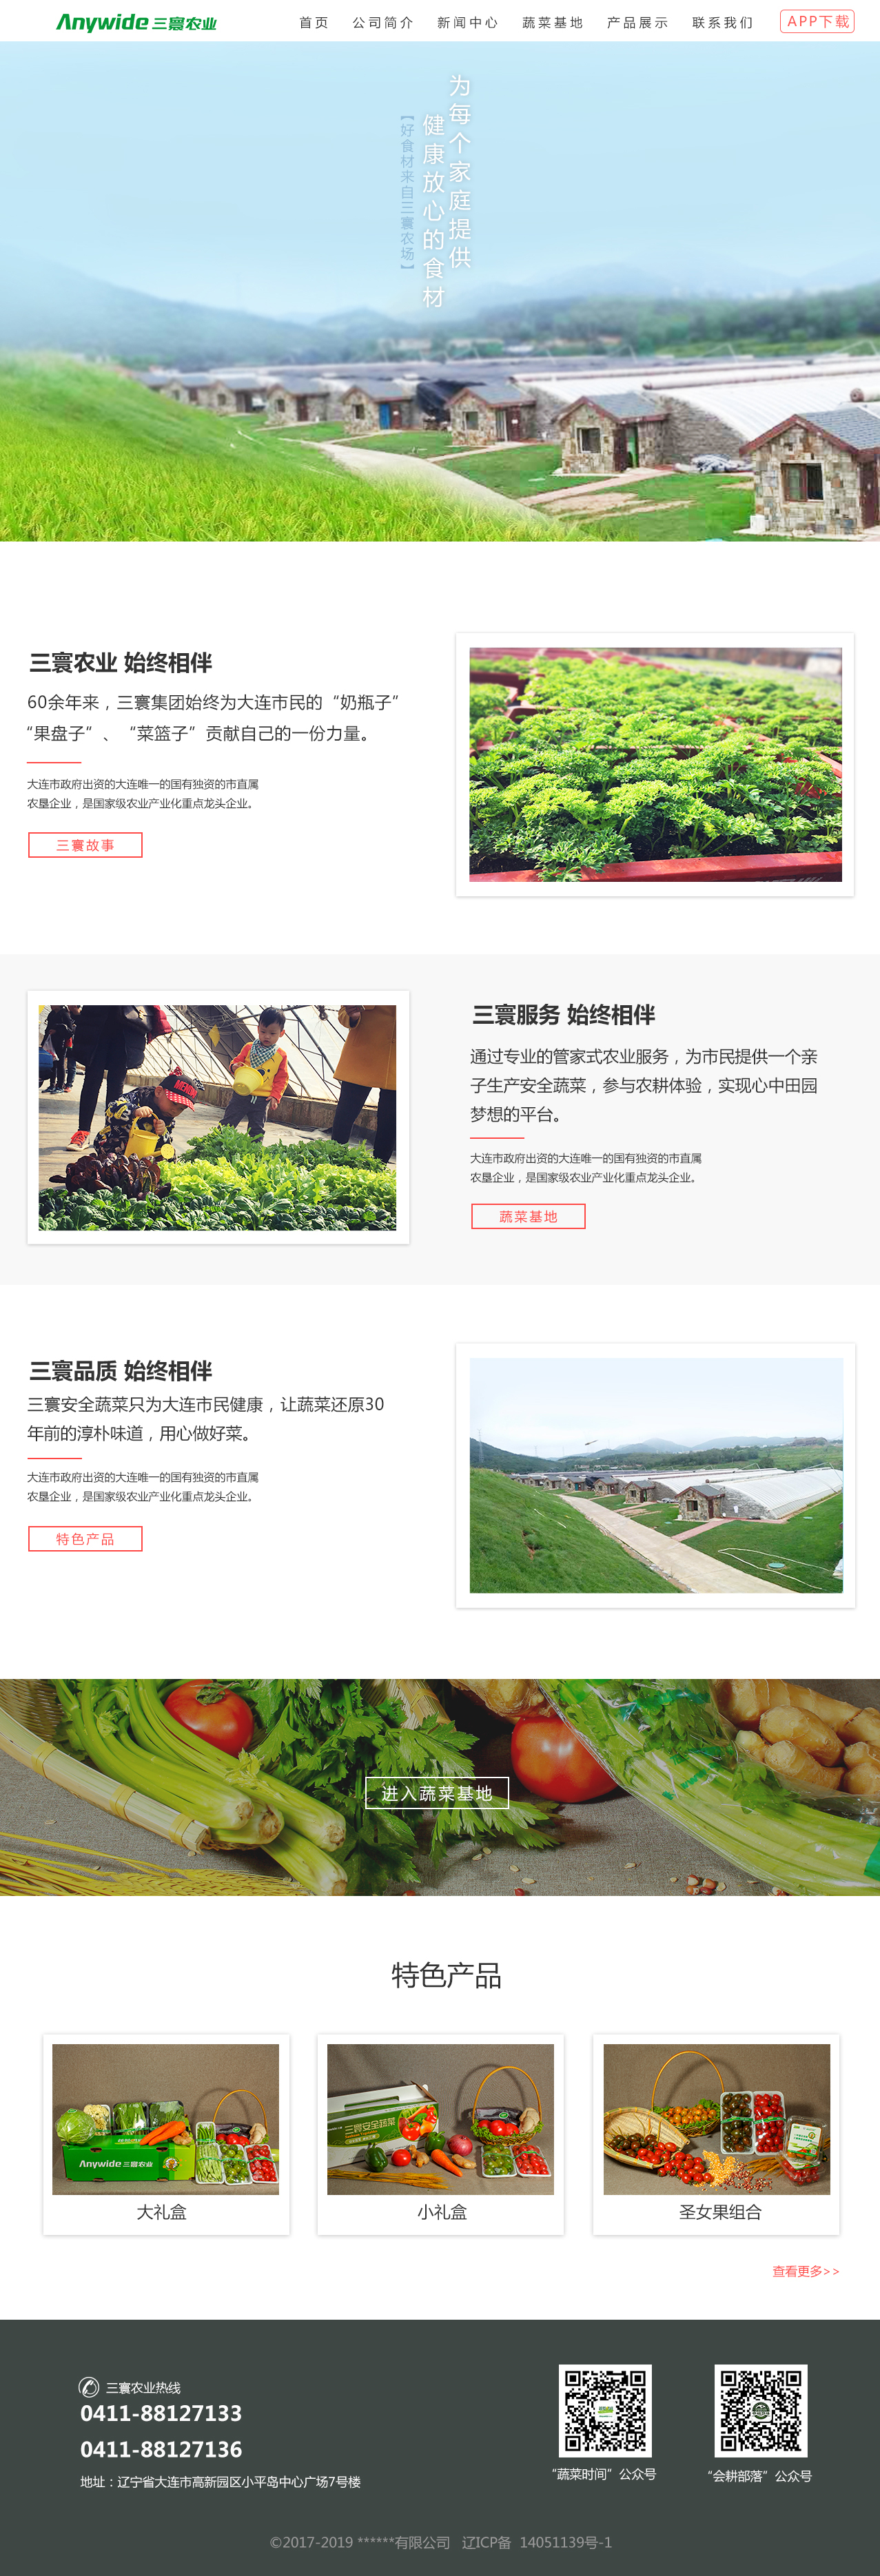 Anywide 三寰农业
首页 公司简介 新闻中心 蔬菜基地 产品展示 联系我们 APP下载
为每个家庭提供
健康放心的食材
【好食材来自三寰农场】
三寰农业 始终相伴
60余年来，三寰集团始终为大连市民的“奶瓶子”
“果盘子”、“菜篮子”贡献自己的一份力量。
大连市政府出资的大连唯一的国有独资的市直属
农垦企业，是国家级农业产业化重点龙头企业。
三寰故事
三寰服务 始终相伴
通过专业的管家式农业服务，为市民提供一个亲
子生产安全蔬菜，参与农耕体验，实现心中田园
梦想的平台。
大连市政府出资的大连唯一的国有独资的市直属
农垦企业，是国家级农业产业化重点龙头企业。
蔬菜基地
三寰品质 始终相伴
三寰安全蔬菜只为大连市民健康，让蔬菜还原30
年前的淳朴味道，用心做好菜。
大连市政府出资的大连唯一的国有独资的市直属
农垦企业，是国家级农业产业化重点龙头企业。
特色产品
进入蔬菜基地
特色产品
Anywide 三寰农业
三寰安全蔬菜
大礼盒 小礼盒 圣女果组合
查看更多>>
三寰农业热线
0411-88127133
0411-88127136
地址：辽宁省大连市高新园区小平岛中心广场7号楼
“蔬菜时间”公众号 “会耕部落”公众号
©2017-2019 ******有限公司 辽ICP备 14051139号-1